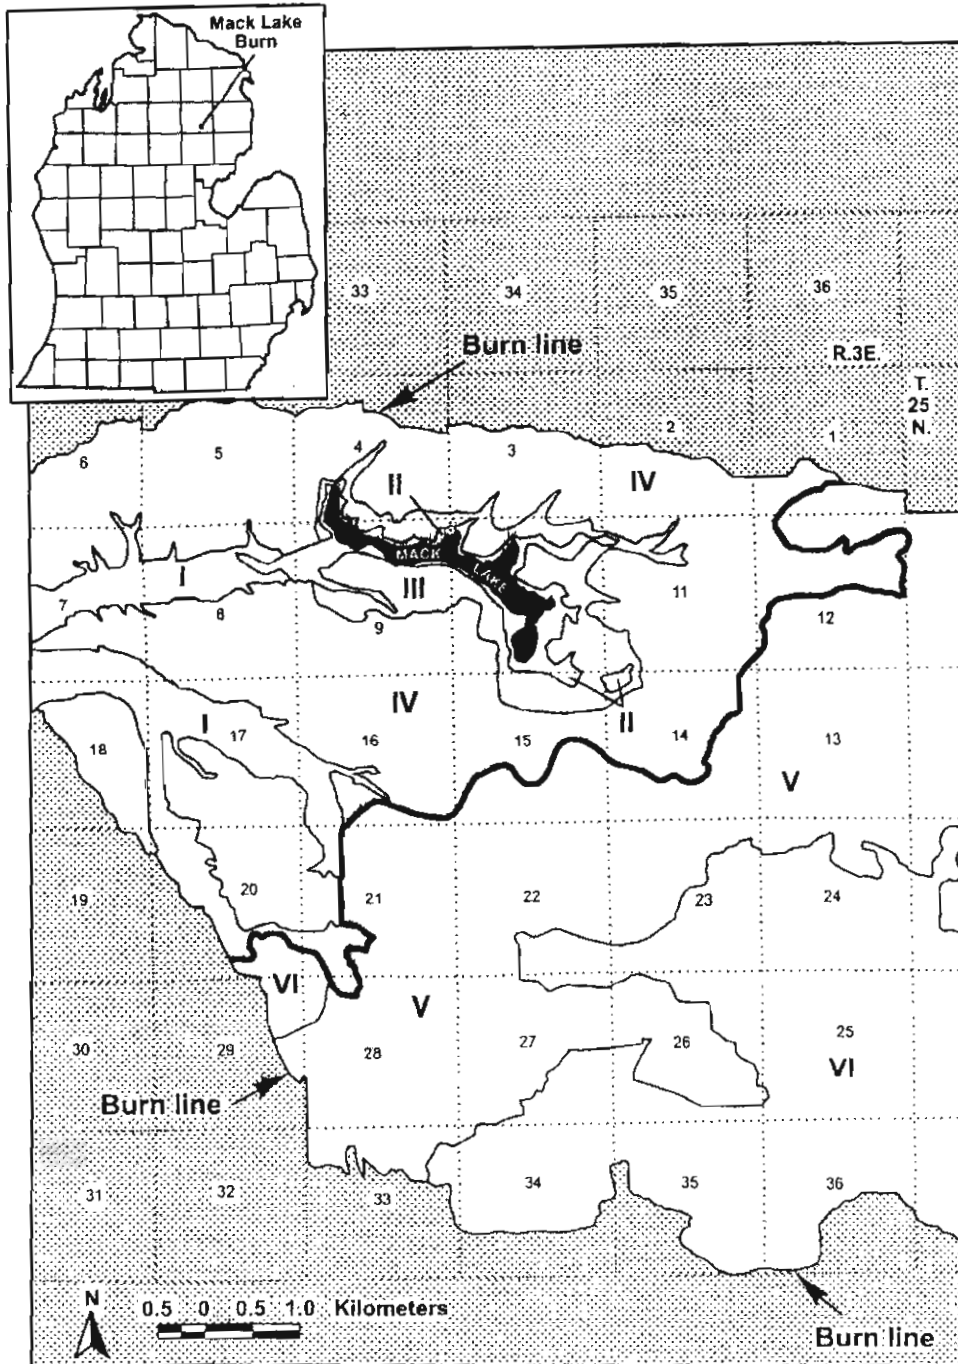 Mack Lake
Burn
33
34
35
36
R.3E.
Burn line
T.
25
N.
6
5
4
3
2
1
II
IV
MACK
LAKE
I
III
7
8
9
11
12
IV
I
II
18
17
16
15
14
13
V
19
20
21
22
23
24
VI
V
30
29
28
27
26
25
VI
Burn line
31
32
33
34
35
36
N
0.5 0 0.5 1.0 Kilometers
Burn line